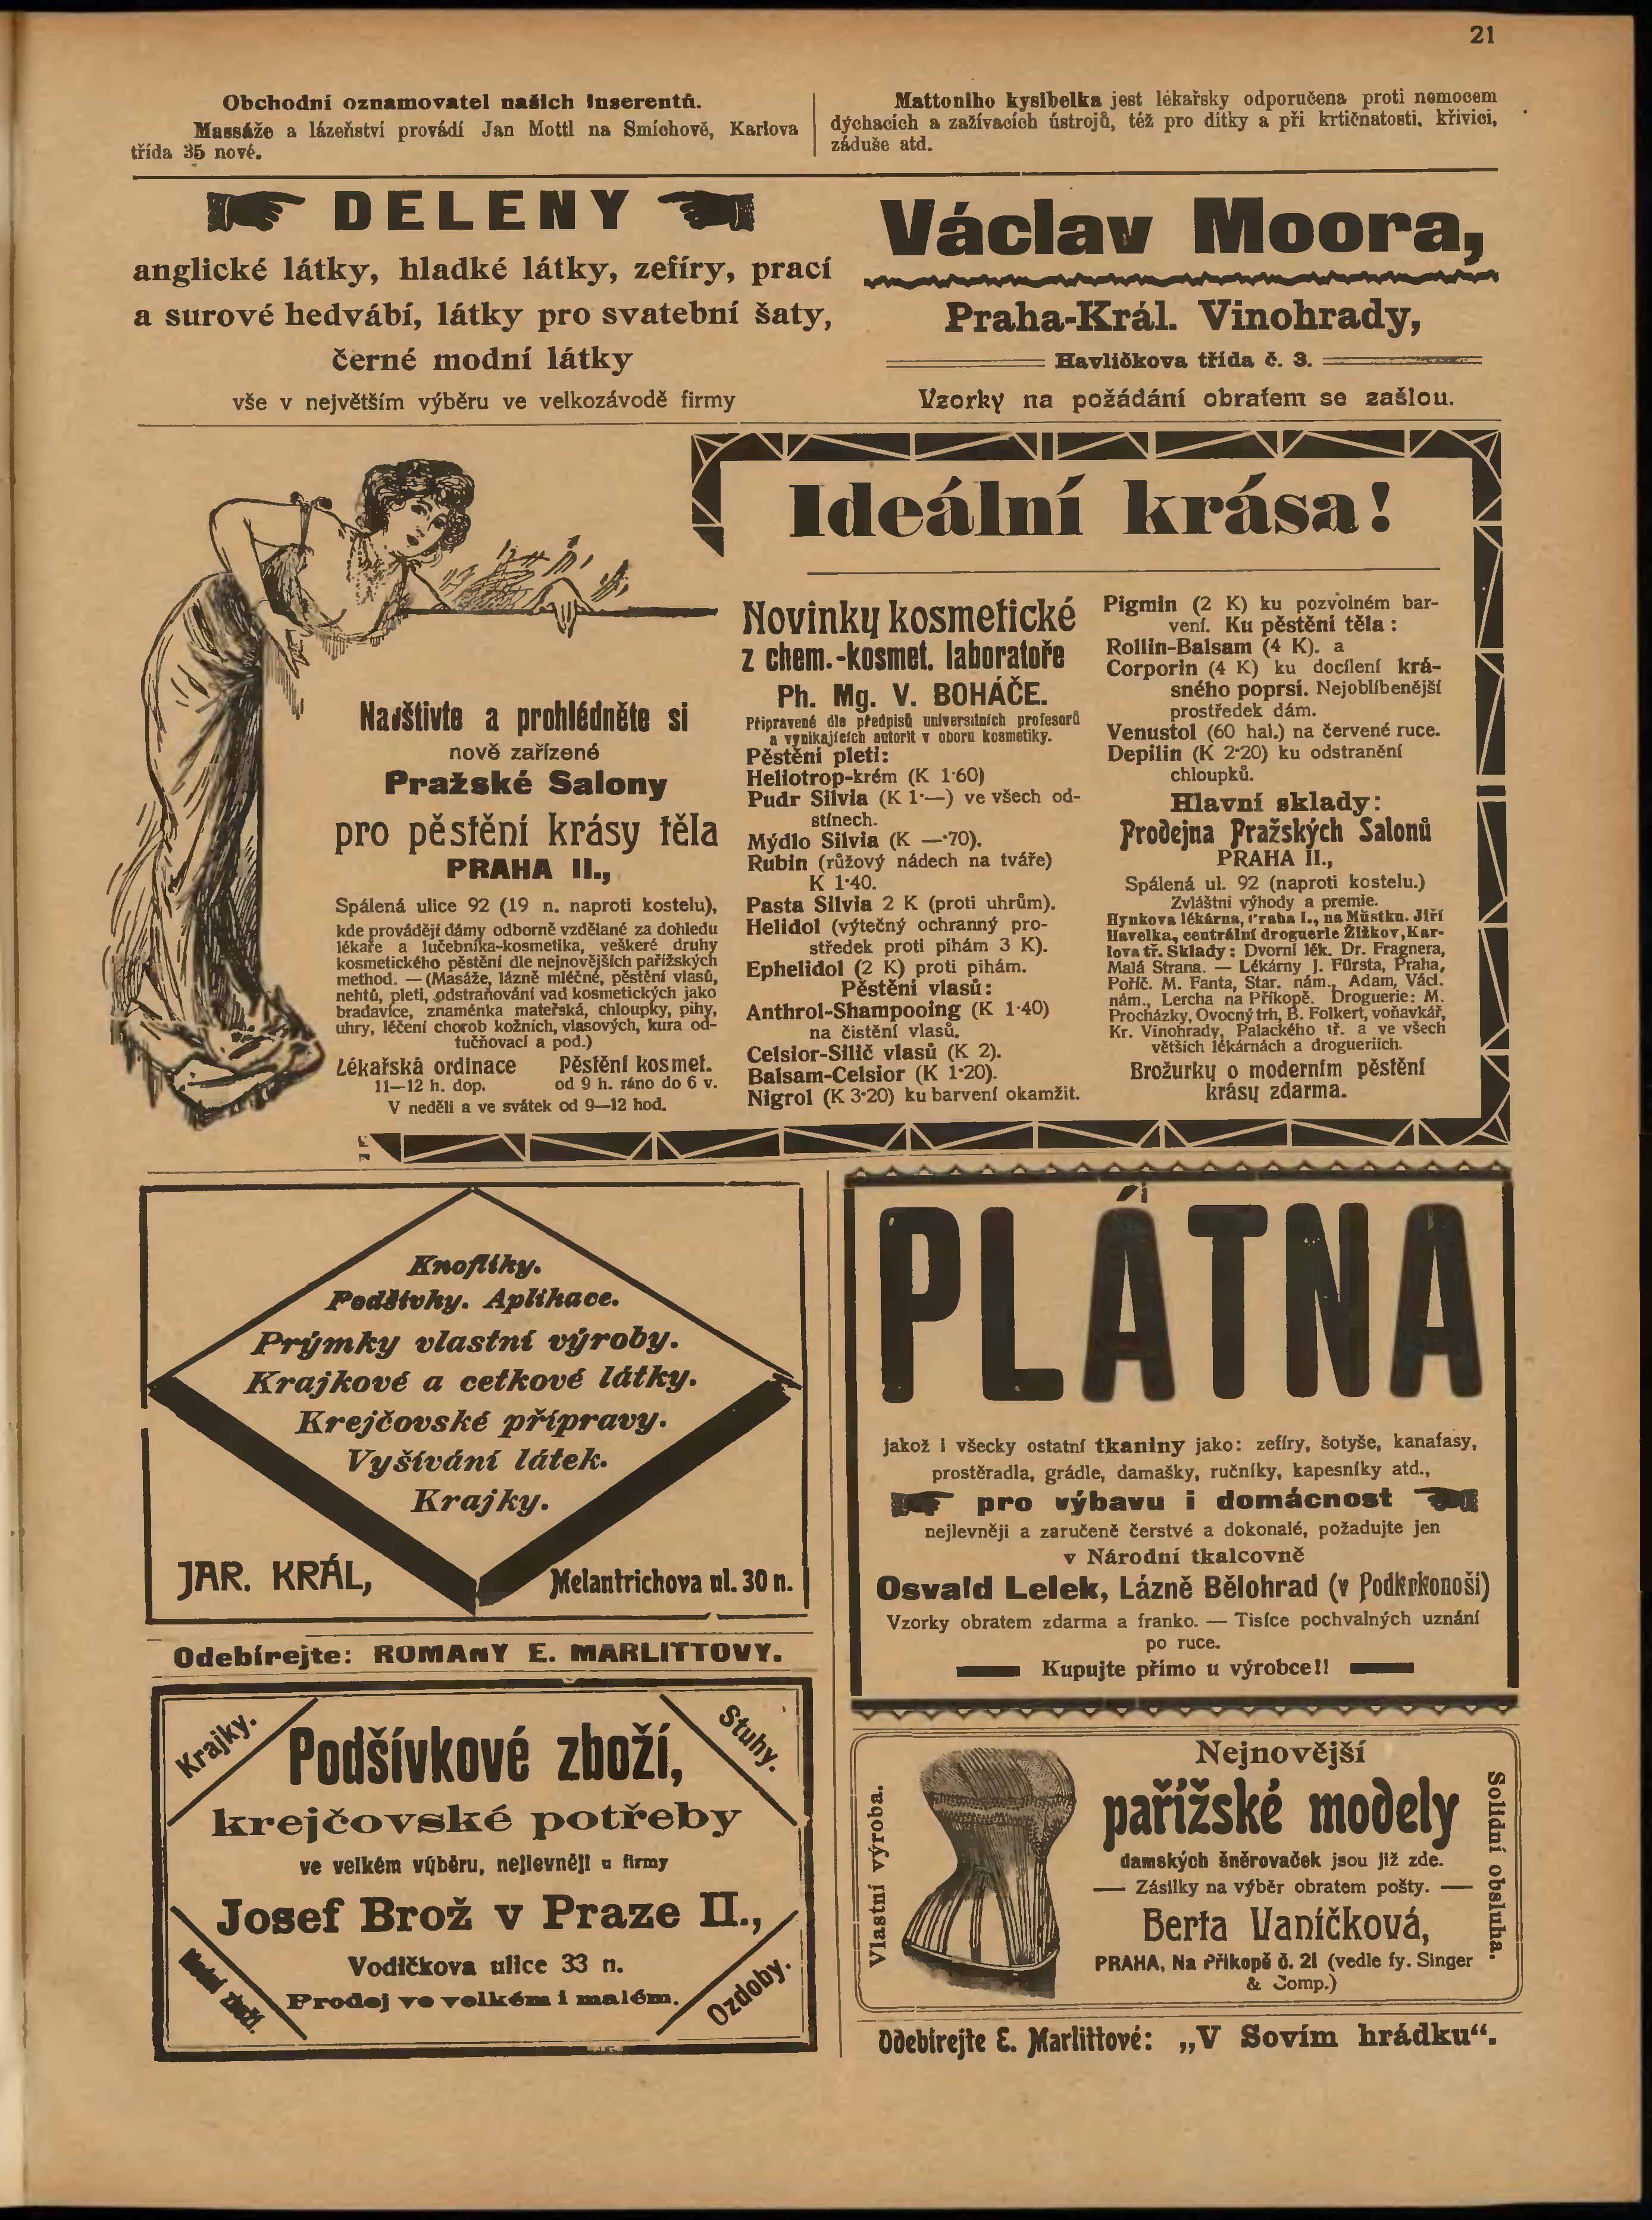 21
Obchodní oznamovatel našich inserentů.
Massáže a lázeňství provádí Jan Mottl na Smíchově, Karlova
třída 35 nové.
Mattoniho kysibelka jest lékařsky odporučena proti nemocem
dýchacích a zažívacích ústrojů, též pro dítky a při krtičnatosti, křivici,
záduše atd.
DELENY
anglické látky, hladké látky, zefíry, prací
a surové hedvábí, látky pro svatební šaty,
černé modní látky
vše v největším výběru ve velkozávodě firmy
Václav Moora,
Praha-Král. Vinohrady,
Havlíčkova třída č. 3.
Vzorky na požádání obratem se zašlou.
Ideální krása!
Navštivte a prohlédněte si
nově zařízené
Pražské Salony
pro pěstění krásy těla
PRAHA II.,
Spálená ulice 92 (19 n. naproti kostelu),
kde provádějí dámy odborně vzdělané za dohledu
lékaře a lučebníka-kosmetika, veškeré druhy
kosmetického pěstění dle nejnovějších pařížských
method. — (Masáže, lázně mléčné, pěstění vlasů,
nehtů, pleti, odstraňování vad kosmetických jako
bradavice, znaménka mateřská, chloupky, pihy,
uhry, léčení chorob kožních, vlasových, kura od-
tučňovací a pod.)
Lékařská ordinace Pěstění kosmet.
11—12 h. dop. od 9 h. ráno do 6 v.
V neděli a ve svátek od 9—12 hod.
Novinky kosmetické
z chem.-kosmet. laboratoře
Ph. Mg. V. BOHÁČE.
Připravené dle předpisů universitních profesorů
a vynikajících autorit v oboru kosmetiky.
Pěstění pleti:
Heliotrop-krém (K 1·60)
Pudr Silvia (K 1·—) ve všech od-
stínech.
Mýdlo Silvia (K —·70).
Rubin (růžový nádech na tváře)
K 1·40.
Pasta Silvia 2 K (proti uhrům).
Helidol (výtečný ochranný pro-
středek proti pihám 3 K).
Ephelidol (2 K) proti pihám.
Pěstění vlasů:
Anthrol-Shampooing (K 1·40)
na čistění vlasů.
Celsior-Silič vlasů (K 2).
Balsam-Celsior (K 1·20).
Nigrol (K 3·20) ku barvení okamžit.
Pigmin (2 K) ku pozvolném bar-
vení. Ku pěstění těla :
Rollin-Balsam (4 K). a
Corporin (4 K) ku docílení krá-
sného poprsí. Nejoblíbenější
prostředek dám.
Venustol (60 hal.) na červené ruce.
Depilin (K 2·20) ku odstranění
chloupků.
Hlavní sklady:
Prodejna Pražských Salonů
PRAHA II.,
Spálená ul. 92 (naproti kostelu.)
Zvláštní výhody a premie.
Hynkova lékárna, Praha I., na Můstku. Jiří
Havelka, centrální droguerie Žižkov, Kar-
lova tř. Sklady: Dvorní lék. Dr. Fragnera,
Malá Strana. — Lékárny J. Fürsta, Praha,
Poříč. M. Fanta, Star. nám., Adam, Václ.
nám., Lercha na Příkopě. Droguerie: M.
Procházky, Ovocný trh, B. Folkert, voňavkář,
Kr. Vinohrady, Palackého tř. a ve všech
větších lékárnách a drogueriích.
Brožurky o moderním pěstění
krásy zdarma.
Knoflíky.
Podšívky. Aplikace.
Prýmky vlastní výroby.
Krajkové a cetkové látky.
Krejčovské přípravy.
Vyšívání látek.
Krajky.
JAR. KRÁL, Melantrichova ul. 30 n.
Odebírejte: ROMANY E. MARLITTOVY.
Krajky.
Stuhy.
Podšívkové zboží,
krejčovské potřeby
ve velkém výběru, nejlevněji u firmy
Josef Brož v Praze II.,
Vodičkova ulice 33 n.
Prodej ve velkém i malém.
Modní zboží.
Ozdoby.
PLÁTNA
jakož i všecky ostatní tkaniny jako: zefíry, šotyše, kanafasy,
prostěradla, grádle, damašky, ručníky, kapesníky atd.,
pro výbavu i domácnost
nejlevněji a zaručeně čerstvé a dokonalé, požadujte jen
v Národní tkalcovně
Osvald Lelek, Lázně Bělohrad (v Podkrkonoší)
Vzorky obratem zdarma a franko. — Tisíce pochvalných uznání
po ruce.
Kupujte přímo u výrobce!!
Vlastní výroba.
Nejnovější
pařížské modely
damských šněrovaček jsou již zde.
— Zásilky na výběr obratem pošty. —
Berta Vaníčková,
PRAHA, Na Příkopě č. 21 (vedle fy. Singer
& Comp.)
Solidní obsluha.
Odebírejte E. Marlittové: „V Sovím hrádku“.